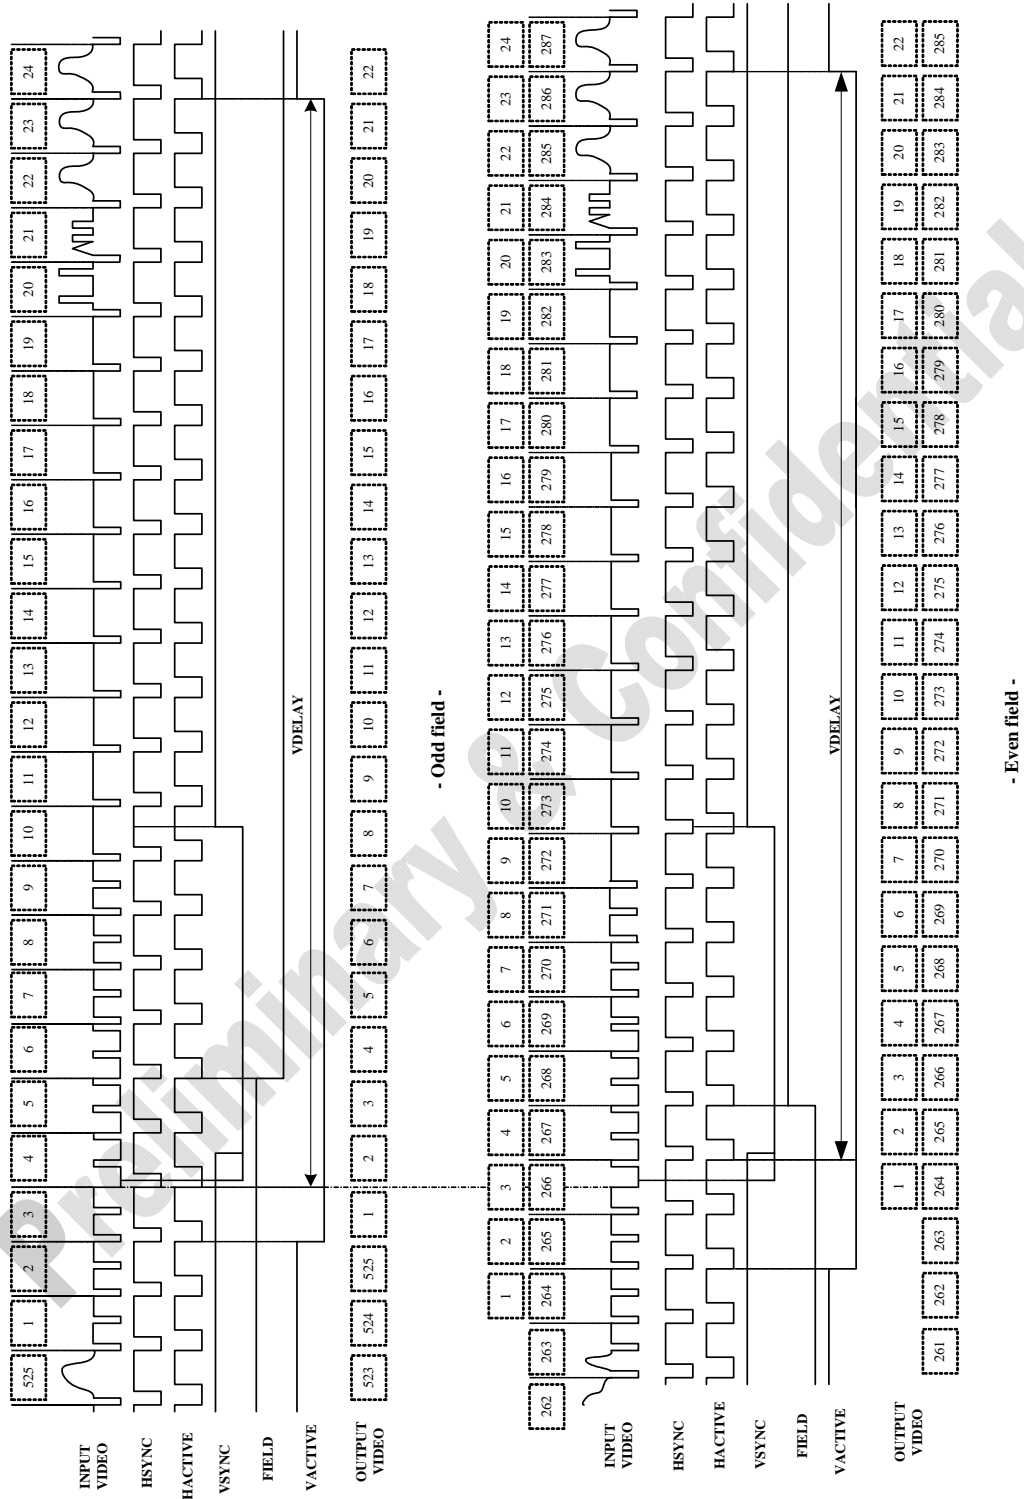 525 1 2 3 4 5 6 7 8 9 10 11 12 13 14 15 16 17 18 19 20 21 22 23 24
INPUT
VIDEO
HSYNC
HACTIVE
VSYNC
FIELD
VACTIVE
VDELAY
OUTPUT
VIDEO
523 524 525 1 2 3 4 5 6 7 8 9 10 11 12 13 14 15 16 17 18 19 20 21 22
- Odd field -
1 2 3 4 5 6 7 8 9 10 11 12 13 14 15 16 17 18 19 20 21 22 23 24
262 263 264 265 266 267 268 269 270 271 272 273 274 275 276 277 278 279 280 281 282 283 284 285 286 287
INPUT
VIDEO
HSYNC
HACTIVE
VSYNC
FIELD
VACTIVE
VDELAY
OUTPUT
VIDEO
1 2 3 4 5 6 7 8 9 10 11 12 13 14 15 16 17 18 19 20 21 22
261 262 263 264 265 266 267 268 269 270 271 272 273 274 275 276 277 278 279 280 281 282 283 284 285
- Even field -
Preliminary & Confidential